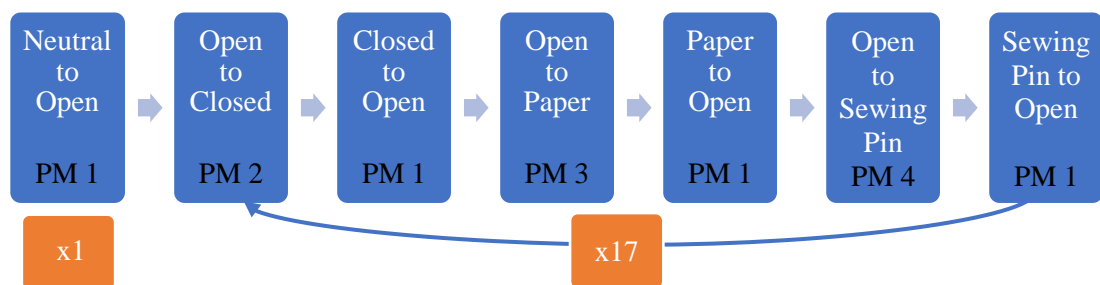 Neutral
to
Open
PM 1
Open
to
Closed
PM 2
Closed
to
Open
PM 1
Open
to
Paper
PM 3
Paper
to
Open
PM 1
Open
to
Sewing
Pin
PM 4
Sewing
Pin to
Open
PM 1
x1
x17